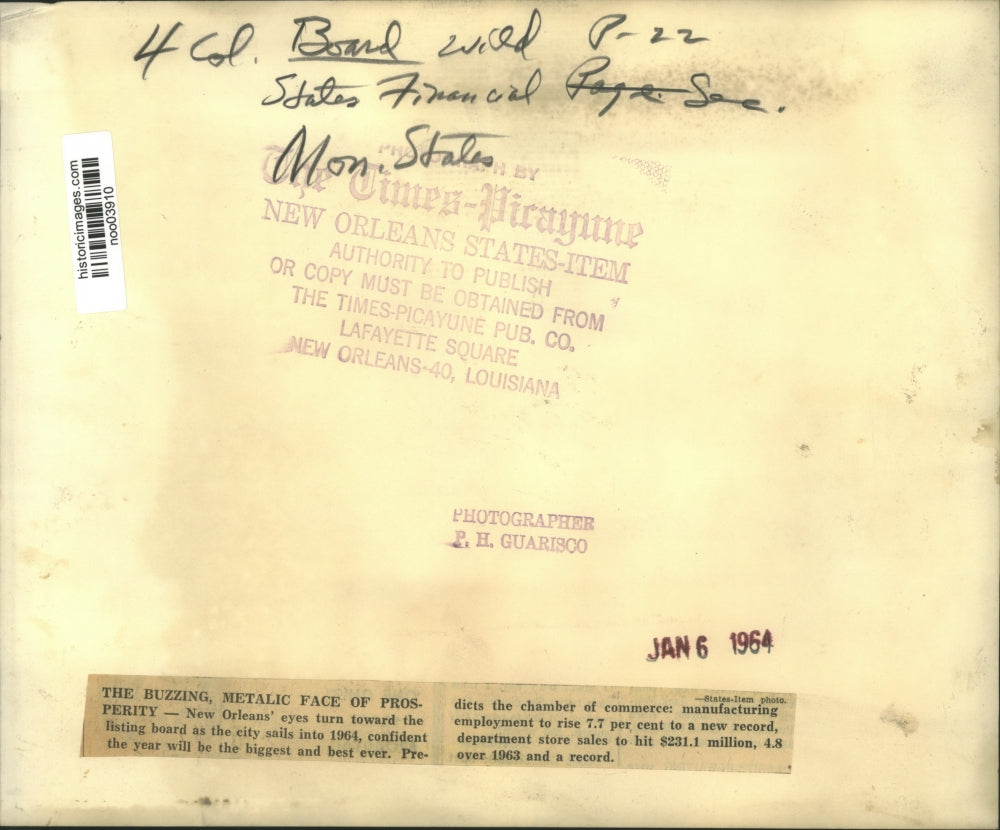 4 Col. Board wild P-22
States Financial Page Sec.
Mon. States
historicimages.com
noo03910
PHOTOGRAPH BY
The Times-Picayune
NEW ORLEANS STATES-ITEM
AUTHORITY TO PUBLISH
OR COPY MUST BE OBTAINED FROM
THE TIMES-PICAYUNE PUB. CO.
LAFAYETTE SQUARE
NEW ORLEANS-40, LOUISIANA
PHOTOGRAPHER
P. H. GUARISCO
JAN 6 1964
THE BUZZING, METALIC FACE OF PROS-
PERITY — New Orleans' eyes turn toward the
listing board as the city sails into 1964, confident
the year will be the biggest and best ever. Pre-
—States-Item photo.
dicts the chamber of commerce: manufacturing
employment to rise 7.7 per cent to a new record,
department store sales to hit $231.1 million, 4.8
over 1963 and a record.